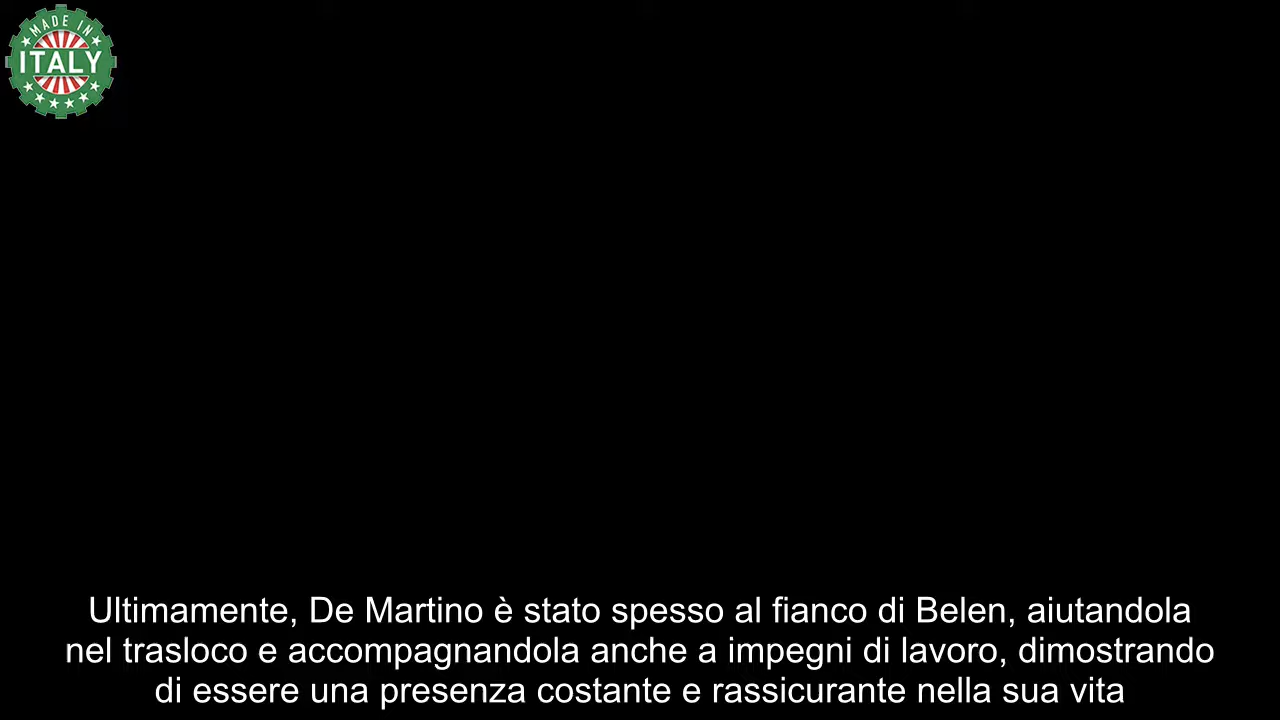 MADE IN
ITALY
Ultimamente, De Martino è stato spesso al fianco di Belen, aiutandola
nel trasloco e accompagnandola anche a impegni di lavoro, dimostrando
di essere una presenza costante e rassicurante nella sua vita